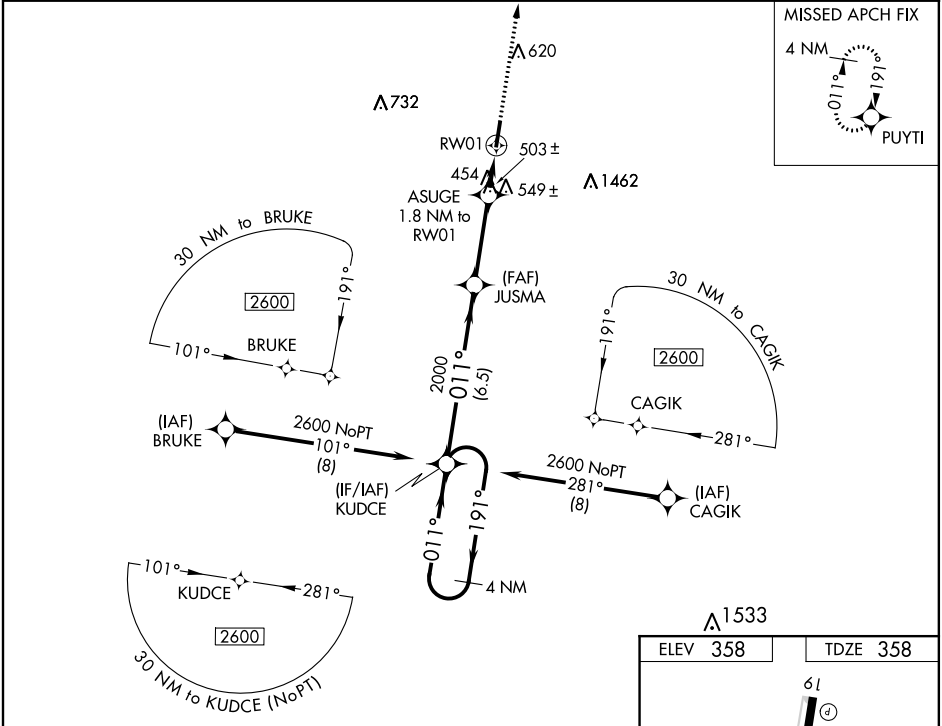 MISSED APCH FIX
4 NM
011°
191°
PUYTI
620
732
RW01
503 ±
454
549 ±
1462
ASUGE
1.8 NM to
RW01
(FAF)
JUSMA
30 NM to BRUKE
191°
2600
BRUKE
101°
30 NM to CAGIK
191°
2600
CAGIK
281°
2000
011°
(6.5)
(IAF)
BRUKE
2600 NoPT
101°
(8)
(IF/IAF)
KUDCE
2600 NoPT
281°
(8)
(IAF)
CAGIK
011°
191°
4 NM
101°
KUDCE
281°
2600
30 NM to KUDCE (NoPT)
1533
ELEV 358
TDZE 358
19
P